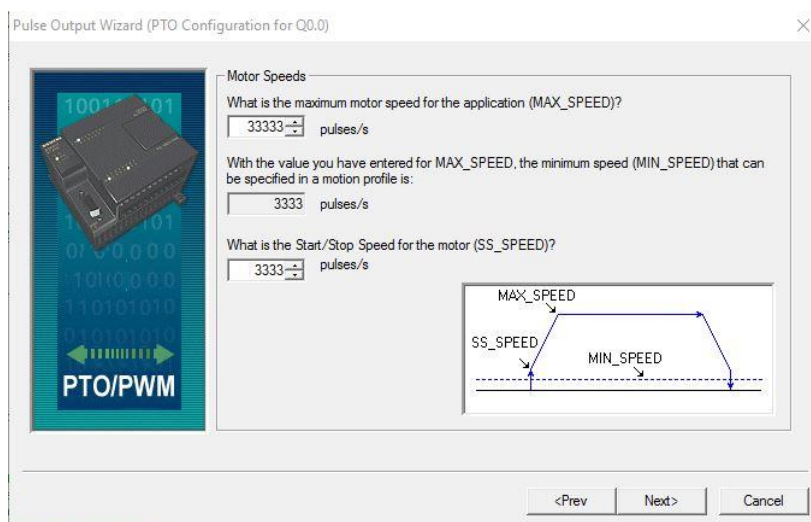 Pulse Output Wizard (PTO Configuration for Q0.0)
Motor Speeds
What is the maximum motor speed for the application (MAX_SPEED)?
33333 pulses/s
With the value you have entered for MAX_SPEED, the minimum speed (MIN_SPEED) that can
be specified in a motion profile is:
3333 pulses/s
What is the Start/Stop Speed for the motor (SS_SPEED)?
3333 pulses/s
MAX_SPEED
SS_SPEED
MIN_SPEED
PTO/PWM
<Prev
Next>
Cancel